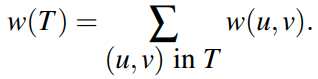 w(T) = ∑ w(u, v).
(u, v) in T